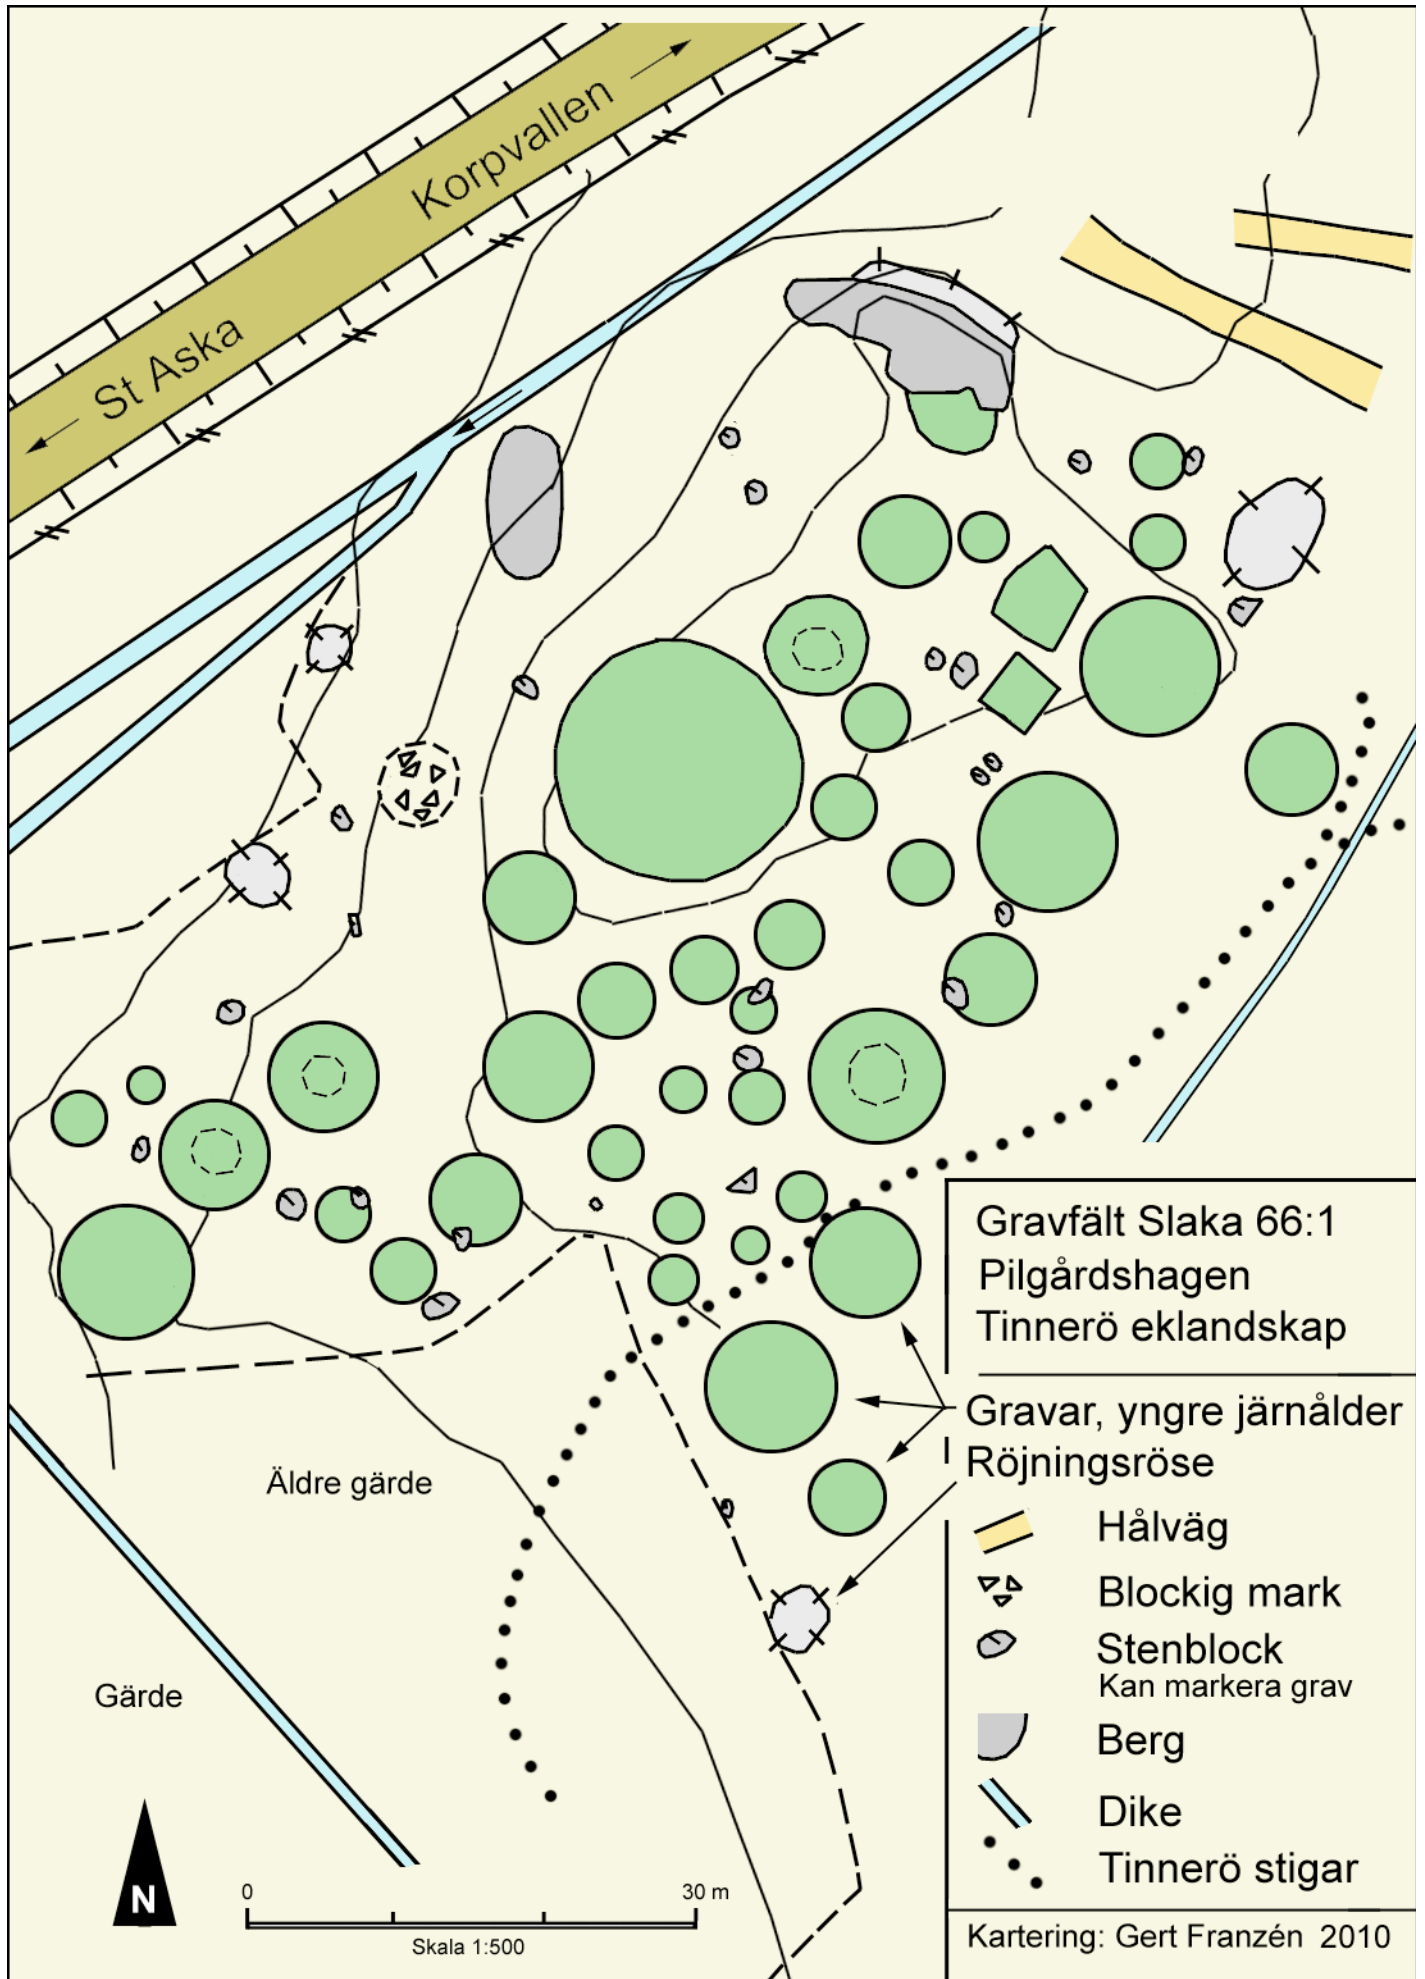 Korpvallen
St Aska
Gravfält Slaka 66:1
Pilgårdshagen
Tinnerö eklandskap
Gravar, yngre järnålder
Röjningsröse
Hålväg
Blockig mark
Stenblock
Kan markera grav
Berg
Dike
Tinnerö stigar
Kartering: Gert Franzén 2010
Äldre gärde
Gärde
N
0 30 m
Skala 1:500